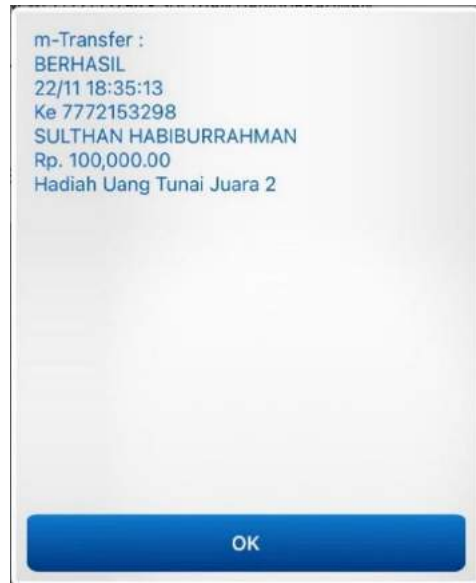 m-Transfer :
BERHASIL
22/11 18:35:13
Ke 7772153298
SULTHAN HABIBURRAHMAN
Rp. 100,000.00
Hadiah Uang Tunai Juara 2
OK